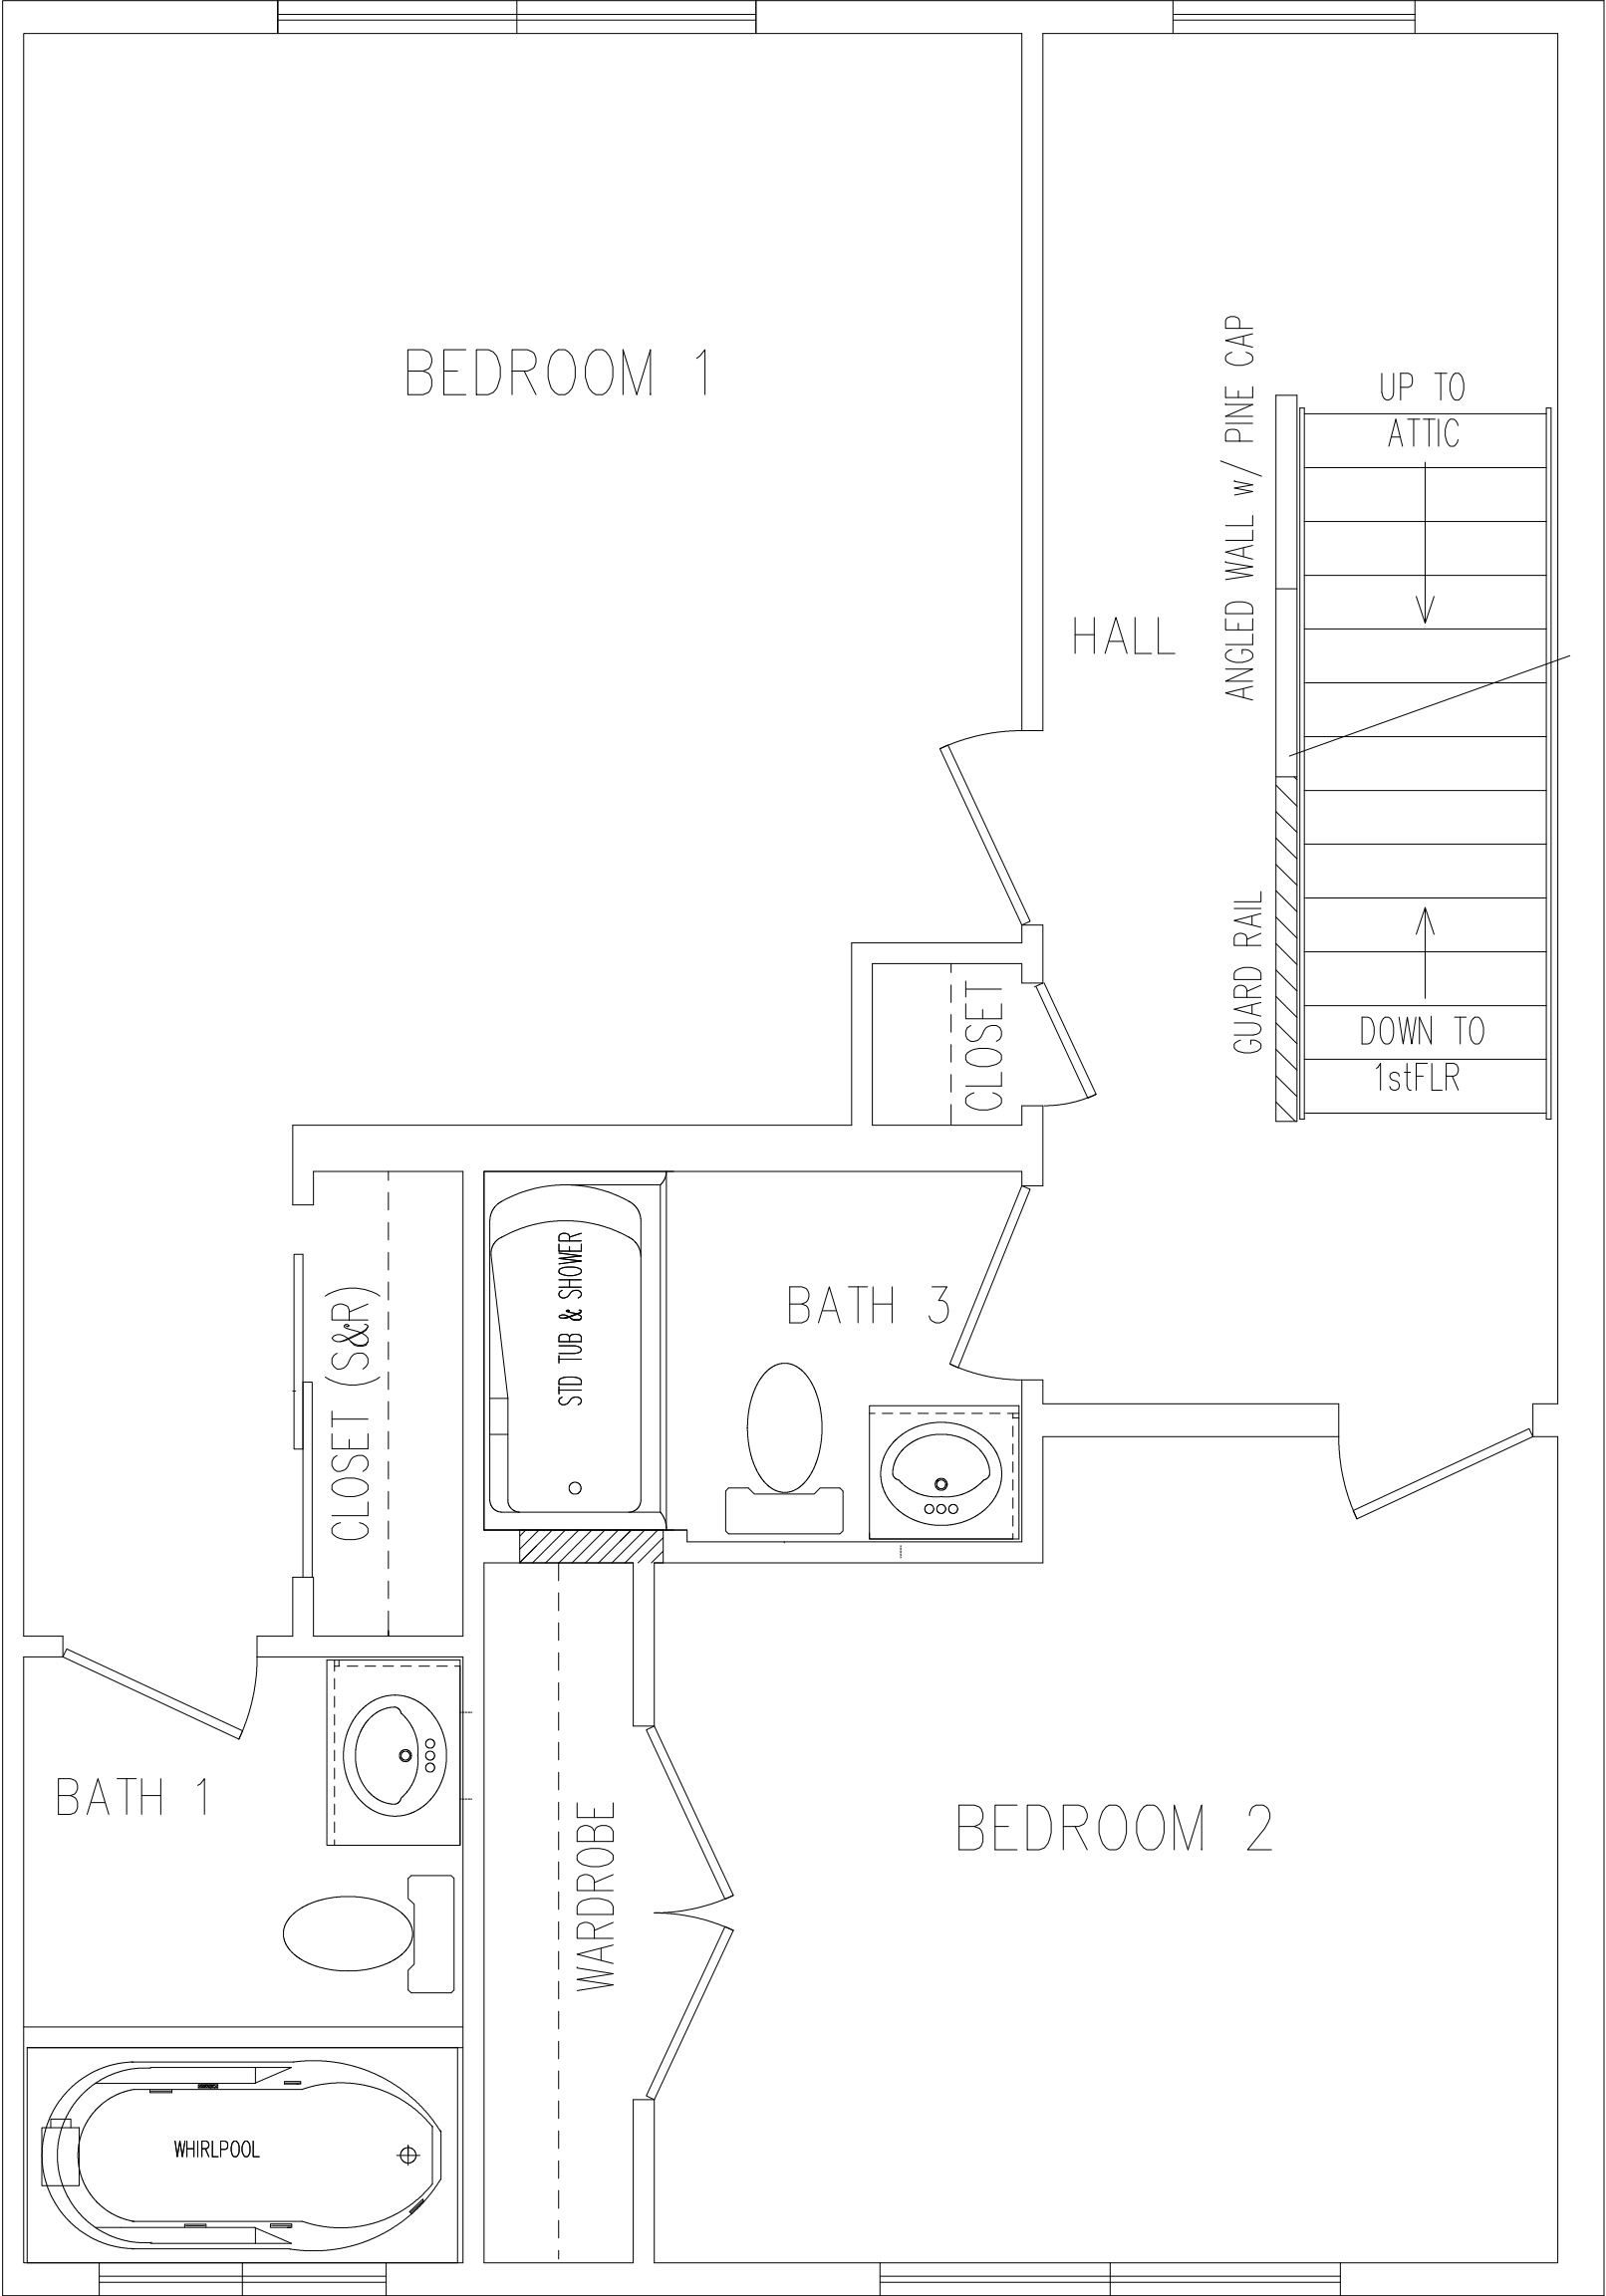 BEDROOM 1
ANGLED WALL w/ PINE CAP
UP TO
ATTIC
HALL
GUARD RAIL
CLOSET
DOWN TO
1stFLR
STD TUB & SHOWER
BATH 3
CLOSET (S&R)
BATH 1
WARDROBE
BEDROOM 2
WHIRLPOOL